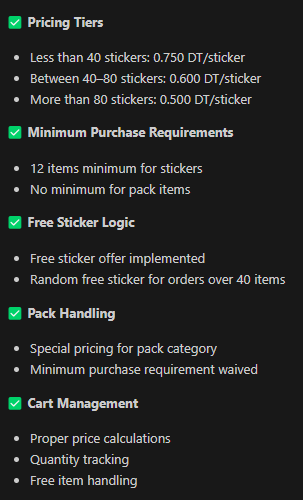 ✅ Pricing Tiers
• Less than 40 stickers: 0.750 DT/sticker
• Between 40–80 stickers: 0.600 DT/sticker
• More than 80 stickers: 0.500 DT/sticker
✅ Minimum Purchase Requirements
• 12 items minimum for stickers
• No minimum for pack items
✅ Free Sticker Logic
• Free sticker offer implemented
• Random free sticker for orders over 40 items
✅ Pack Handling
• Special pricing for pack category
• Minimum purchase requirement waived
✅ Cart Management
• Proper price calculations
• Quantity tracking
• Free item handling